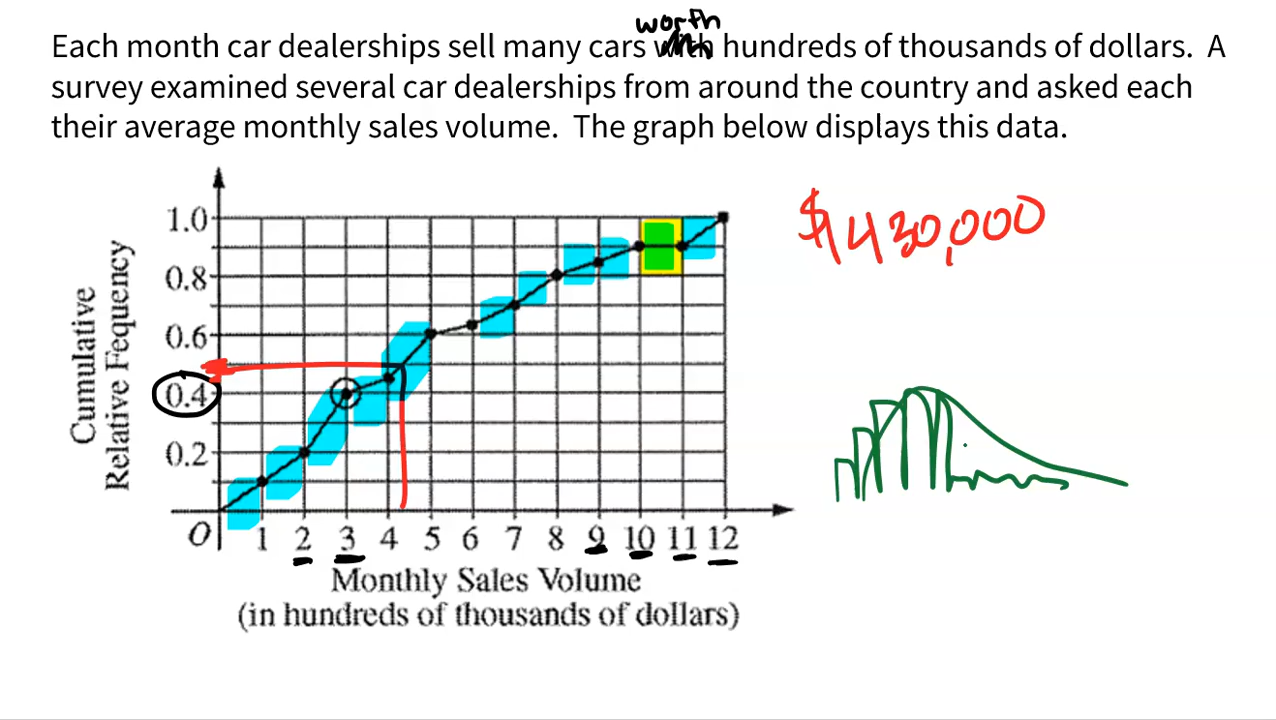 worth
Each month car dealerships sell many cars with hundreds of thousands of dollars. A
survey examined several car dealerships from around the country and asked each
their average monthly sales volume. The graph below displays this data.
$430,000
Cumulative
Relative Fequency
1.0
0.8
0.6
0.4
0.2
O 1 2 3 4 5 6 7 8 9 10 11 12
Monthly Sales Volume
(in hundreds of thousands of dollars)